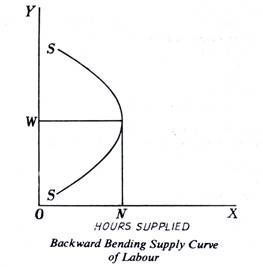 Y
S
W
S
O
N
X
HOURS SUPPLIED
Backward Bending Supply Curve
of Labour